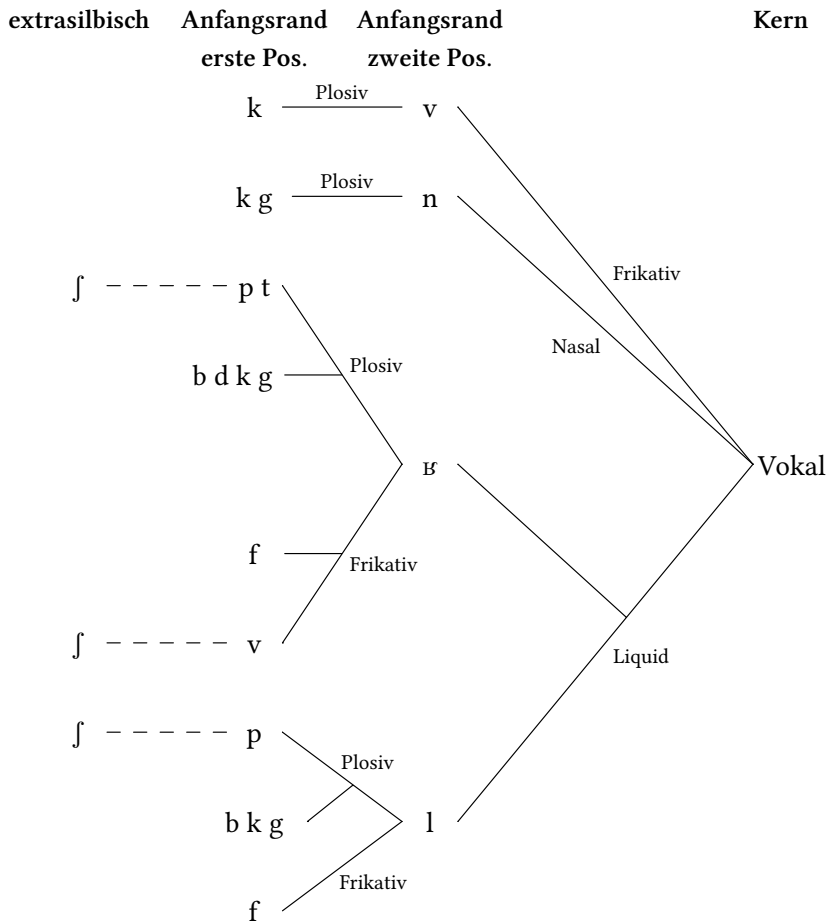 extrasilbisch Anfangsrand Anfangsrand Kern
erste Pos. zweite Pos.
k Plosiv v
k g Plosiv n
Frikativ
ʃ p t
Nasal
b d k g Plosiv
ʁ Vokal
f Frikativ
ʃ v
Liquid
ʃ p
Plosiv
b k g l
Frikativ
f